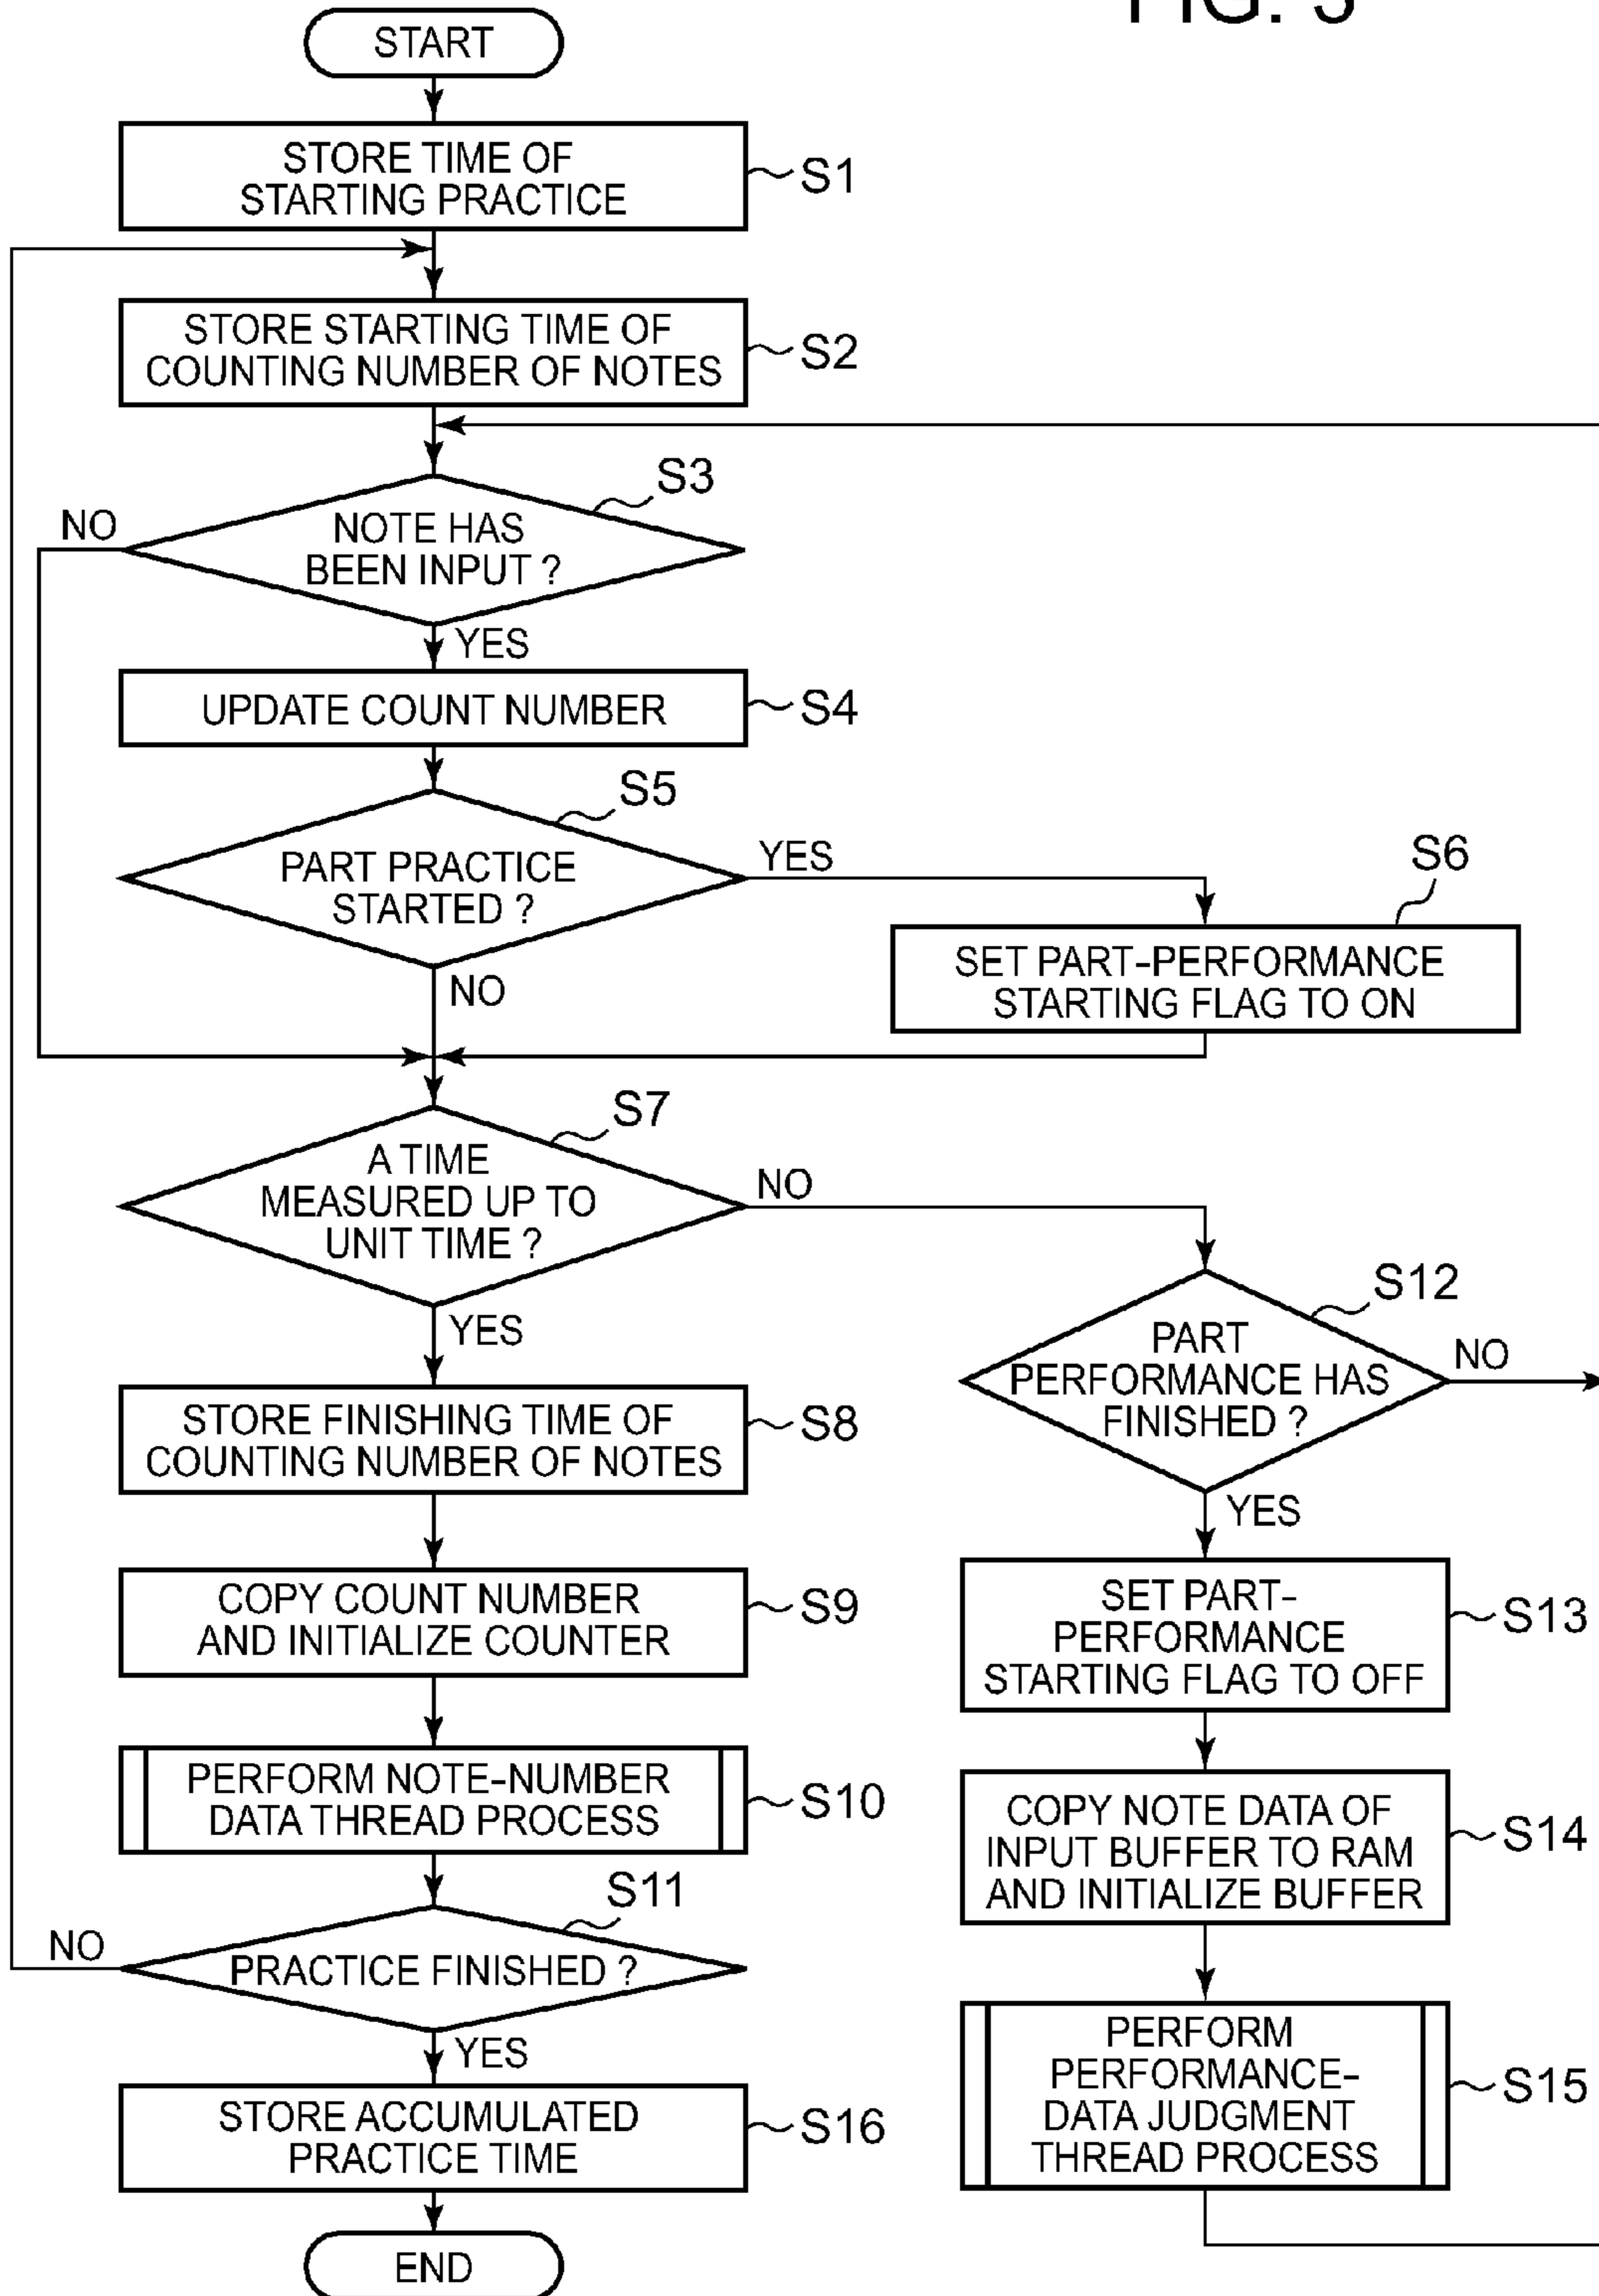 FIG. 5
START
STORE TIME OF
STARTING PRACTICE
S1
STORE STARTING TIME OF
COUNTING NUMBER OF NOTES
S2
S3
NO
NOTE HAS
BEEN INPUT ?
YES
UPDATE COUNT NUMBER
S4
S5
PART PRACTICE
STARTED ?
YES
S6
SET PART-PERFORMANCE
STARTING FLAG TO ON
NO
S7
A TIME
MEASURED UP TO
UNIT TIME ?
NO
YES
S12
PART
PERFORMANCE HAS
FINISHED ?
NO
YES
STORE FINISHING TIME OF
COUNTING NUMBER OF NOTES
S8
COPY COUNT NUMBER
AND INITIALIZE COUNTER
S9
SET PART-
PERFORMANCE
STARTING FLAG TO OFF
S13
PERFORM NOTE-NUMBER
DATA THREAD PROCESS
S10
COPY NOTE DATA OF
INPUT BUFFER TO RAM
AND INITIALIZE BUFFER
S14
S11
NO
PRACTICE FINISHED ?
YES
PERFORM
PERFORMANCE-
DATA JUDGMENT
THREAD PROCESS
S15
STORE ACCUMULATED
PRACTICE TIME
S16
END